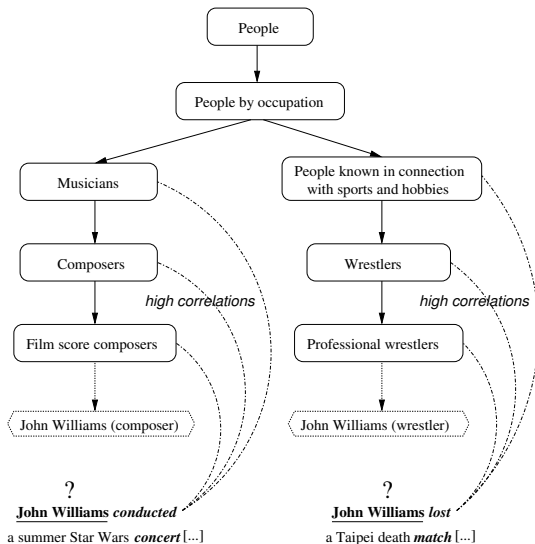 People
People by occupation
Musicians
People known in connection
with sports and hobbies
Composers
Wrestlers
high correlations
high correlations
Film score composers
Professional wrestlers
John Williams (composer)
John Williams (wrestler)
?
?
John Williams conducted
a summer Star Wars concert [...]
John Williams lost
a Taipei death match [...]